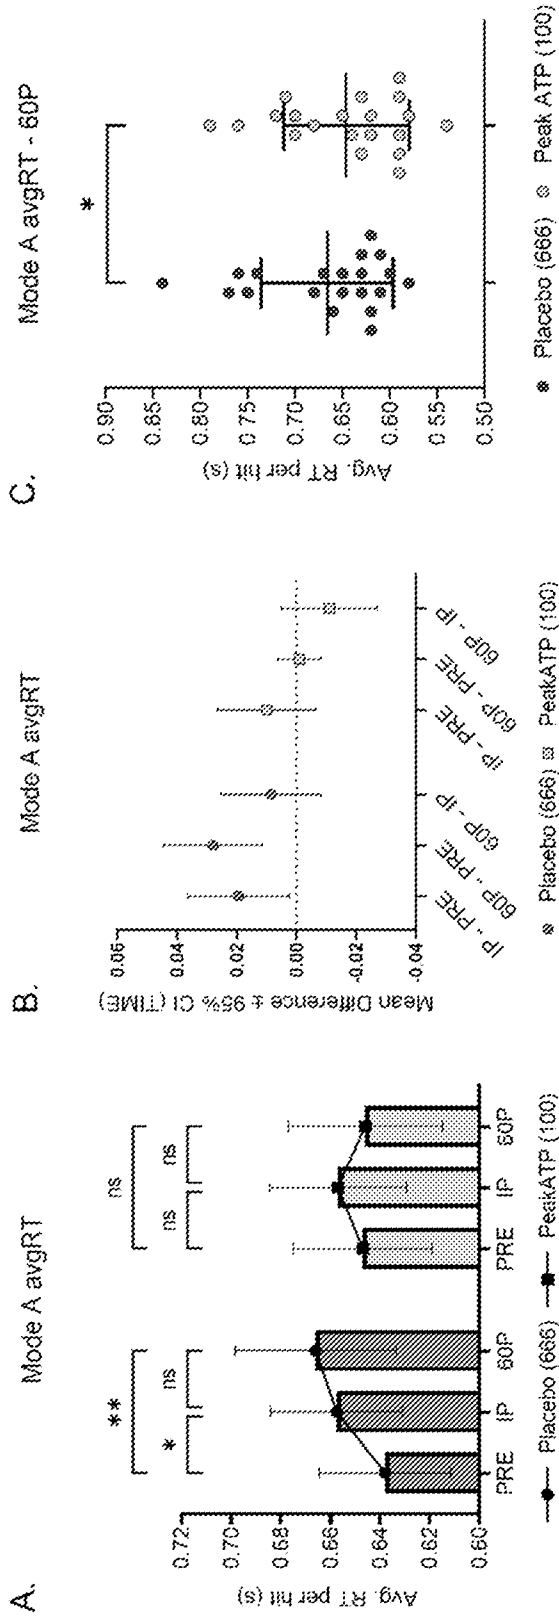 A.
Mode A avgRT
Avg. RT per hit (s)
0.72
0.70
0.68
0.66
0.64
0.62
0.60
**
*
ns
ns
ns
ns
PRE
IP
60P
PRE
IP
60P
Placebo (666)
PeakATP (100)
B.
Mode A avgRT
Mean Difference ± 95% CI (TIME)
0.06
0.04
0.02
0.00
-0.02
-0.04
IP - PRE
60P - PRE
60P - IP
IP - PRE
60P - PRE
60P - IP
Placebo (666)
PeakATP (100)
C.
Mode A avgRT - 60P
Avg. RT per hit (s)
0.90
0.85
0.80
0.75
0.70
0.65
0.60
0.55
0.50
*
Placebo (666)
Peak ATP (100)